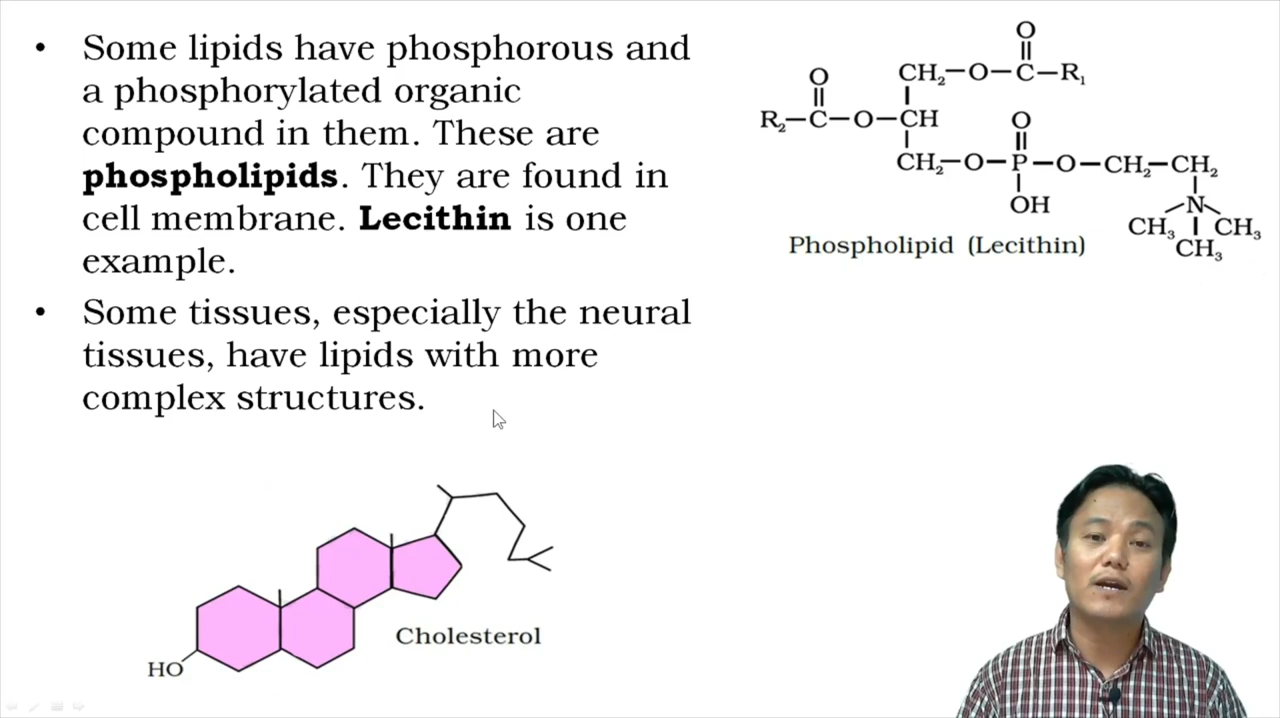 • Some lipids have phosphorous and
a phosphorylated organic
compound in them. These are
phospholipids. They are found in
cell membrane. Lecithin is one
example.
• Some tissues, especially the neural
tissues, have lipids with more
complex structures.
O
CH₂—O—C—R₁
O
R₂—C—O—CH
O
CH₂—O—P—O—CH₂—CH₂
OH
N
CH₃ CH₃
CH₃
Phospholipid (Lecithin)
Cholesterol
HO